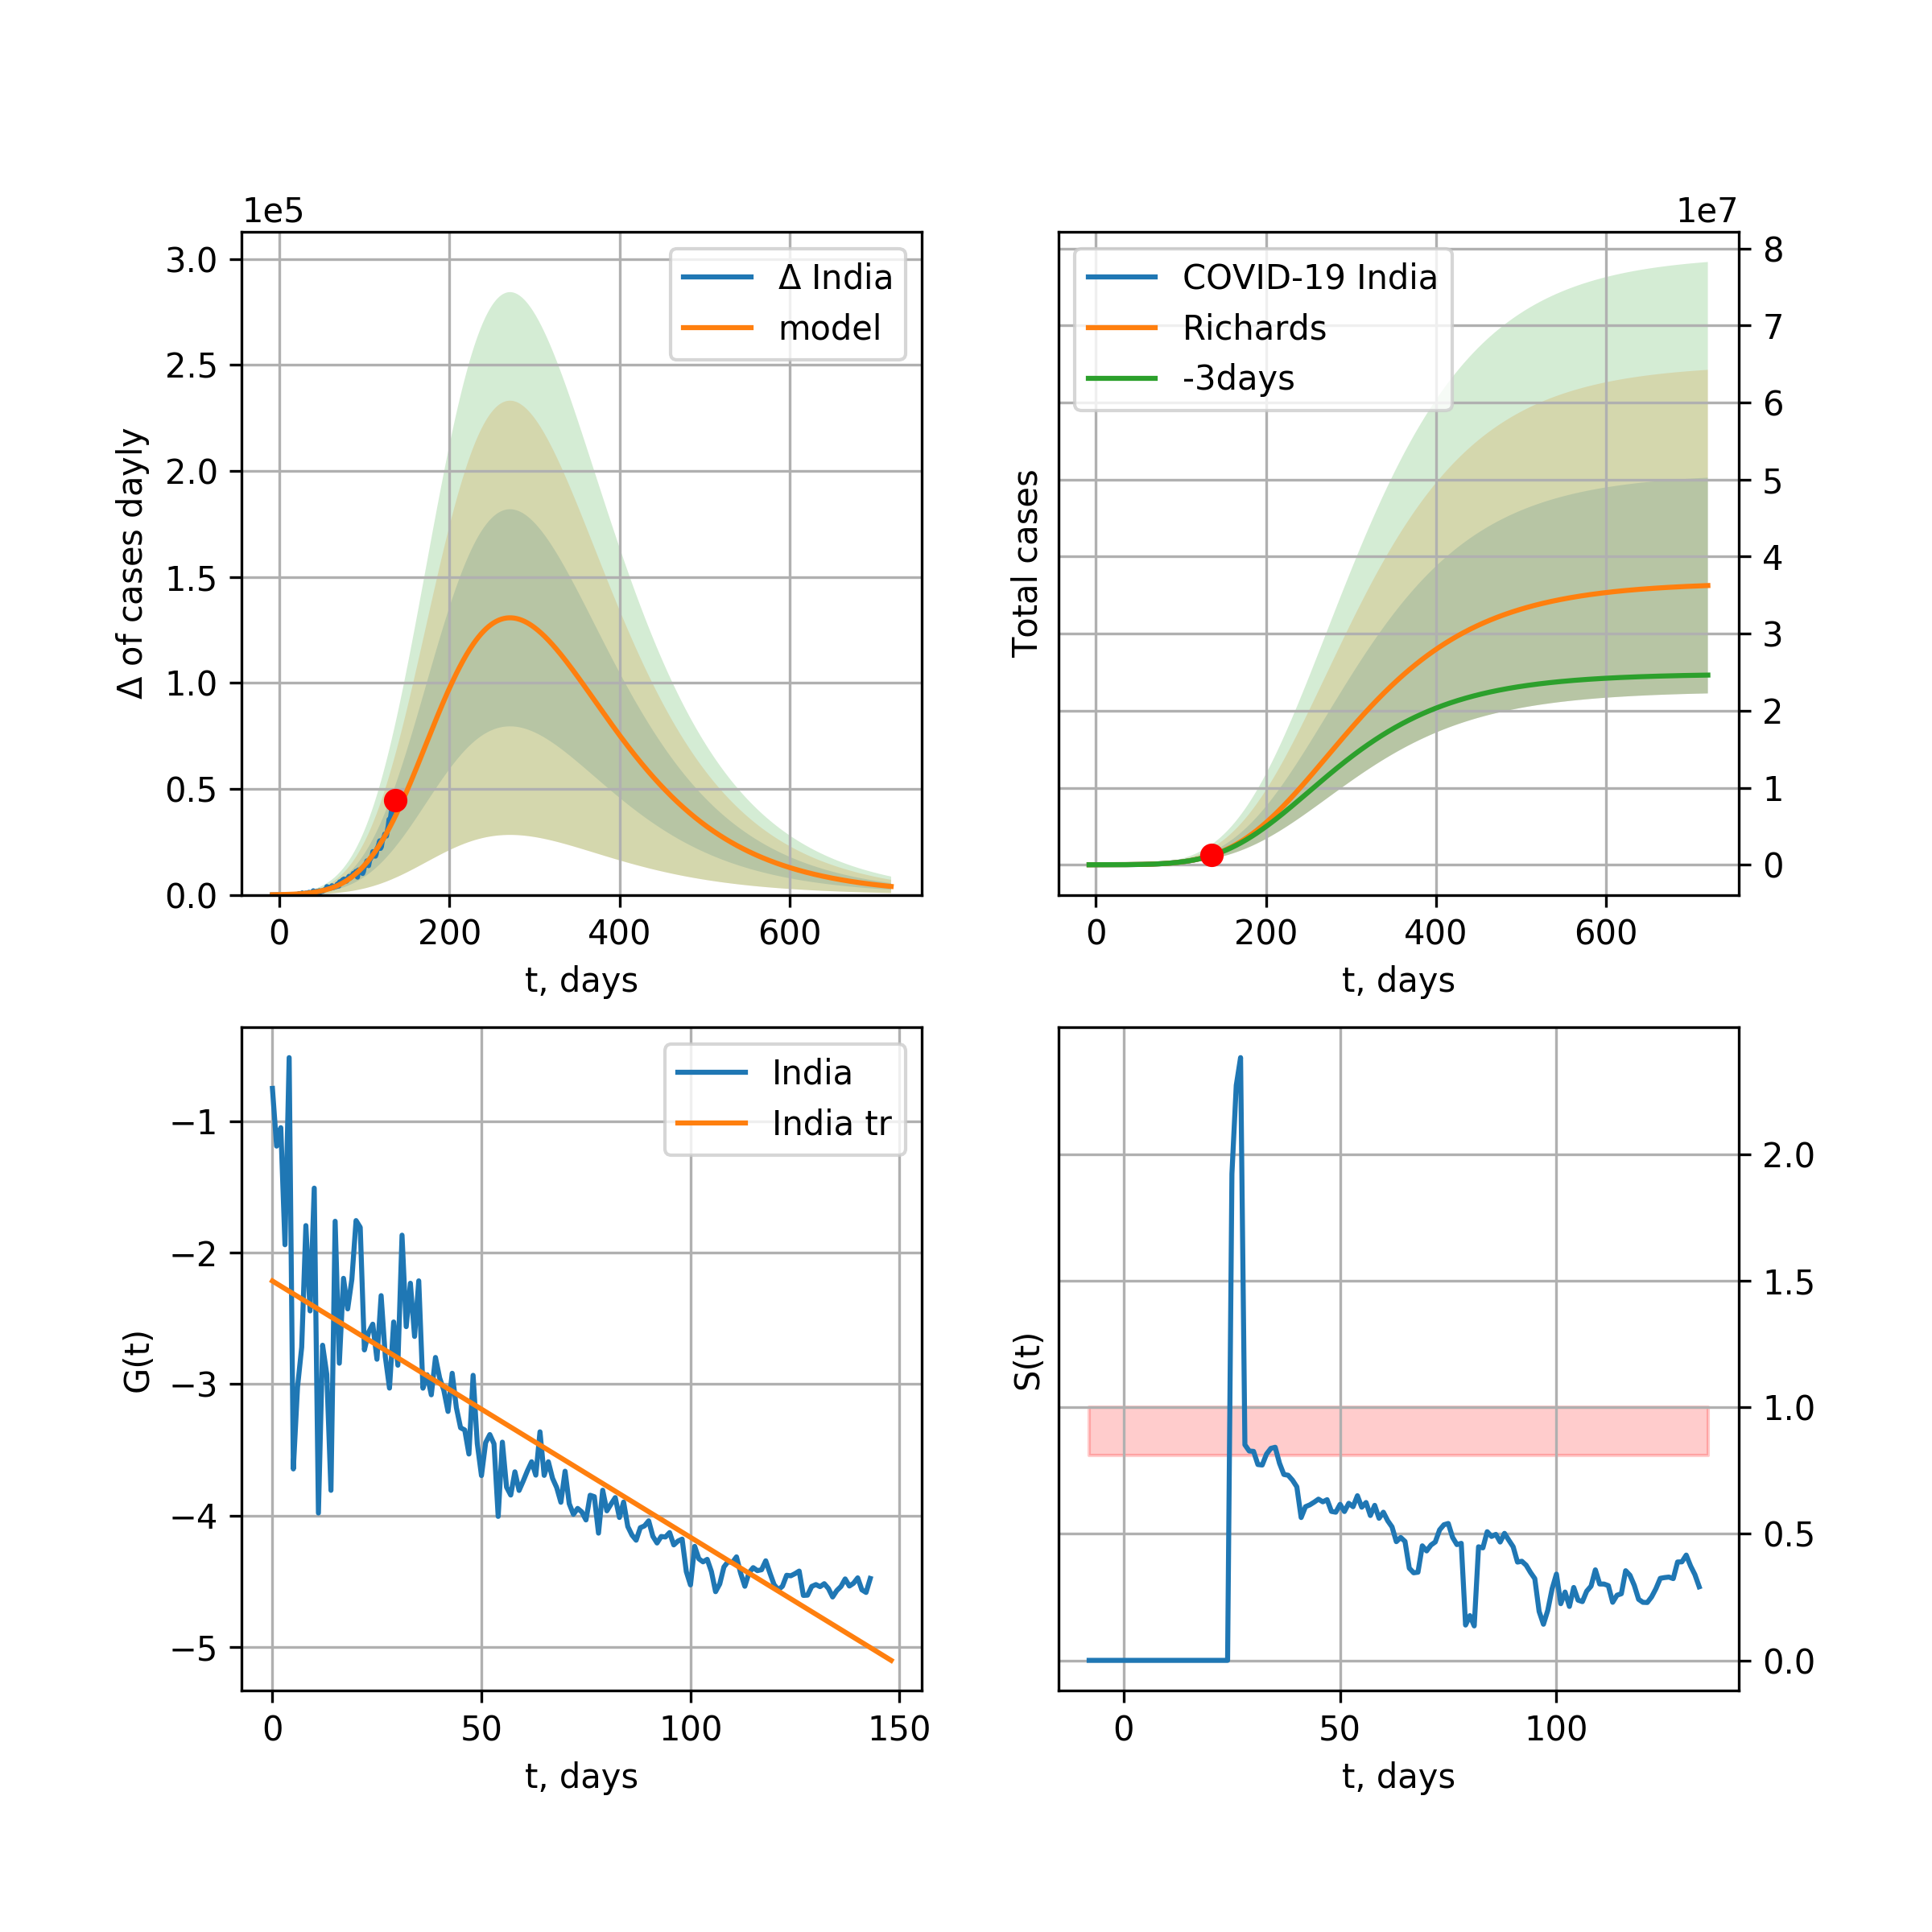 1e5
3.0
2.5
2.0
1.5
1.0
0.5
0.0
Δ of cases dayly
Δ India
model
0 200 400 600
t, days
1e7
COVID-19 India
Richards
-3days
Total cases
8
7
6
5
4
3
2
1
0
0 200 400 600
t, days
−1
−2
−3
−4
−5
G(t)
India
India tr
0 50 100 150
t, days
S(t)
2.0
1.5
1.0
0.5
0.0
0 50 100
t, days